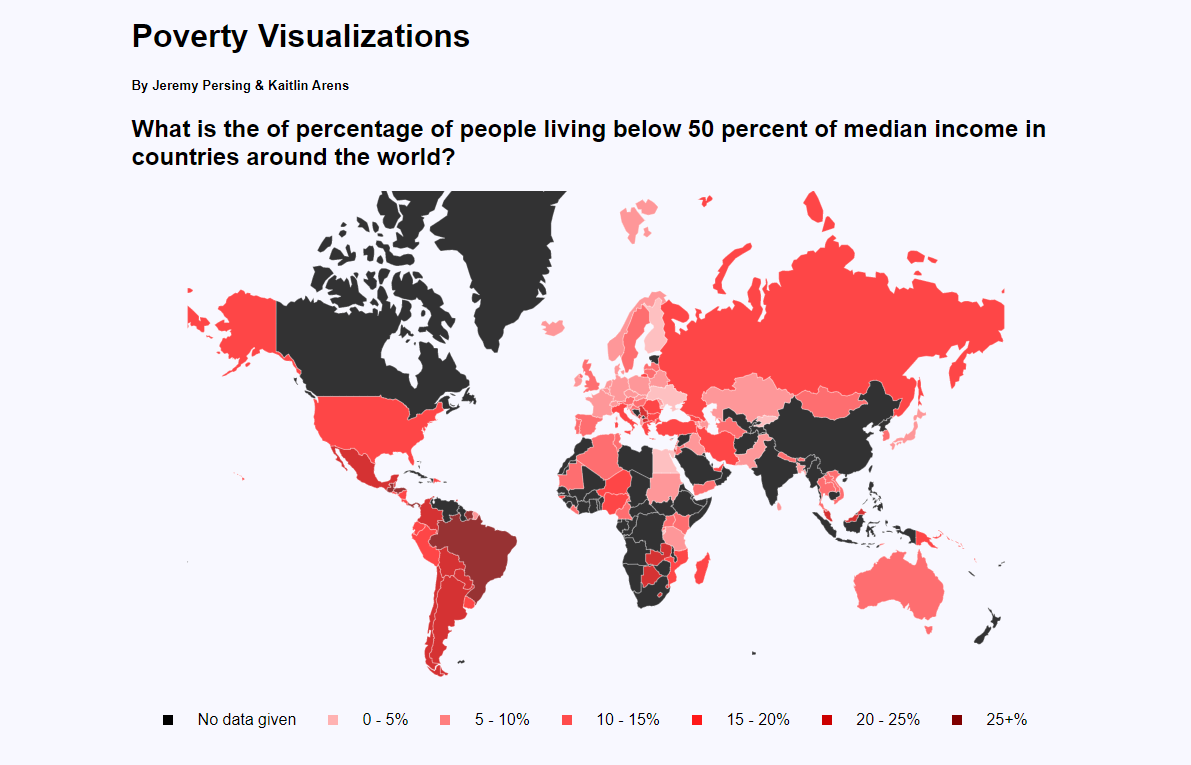 Poverty Visualizations
By Jeremy Persing & Kaitlin Arens
What is the of percentage of people living below 50 percent of median income in
countries around the world?
No data given 0 - 5% 5 - 10% 10 - 15% 15 - 20% 20 - 25% 25+%